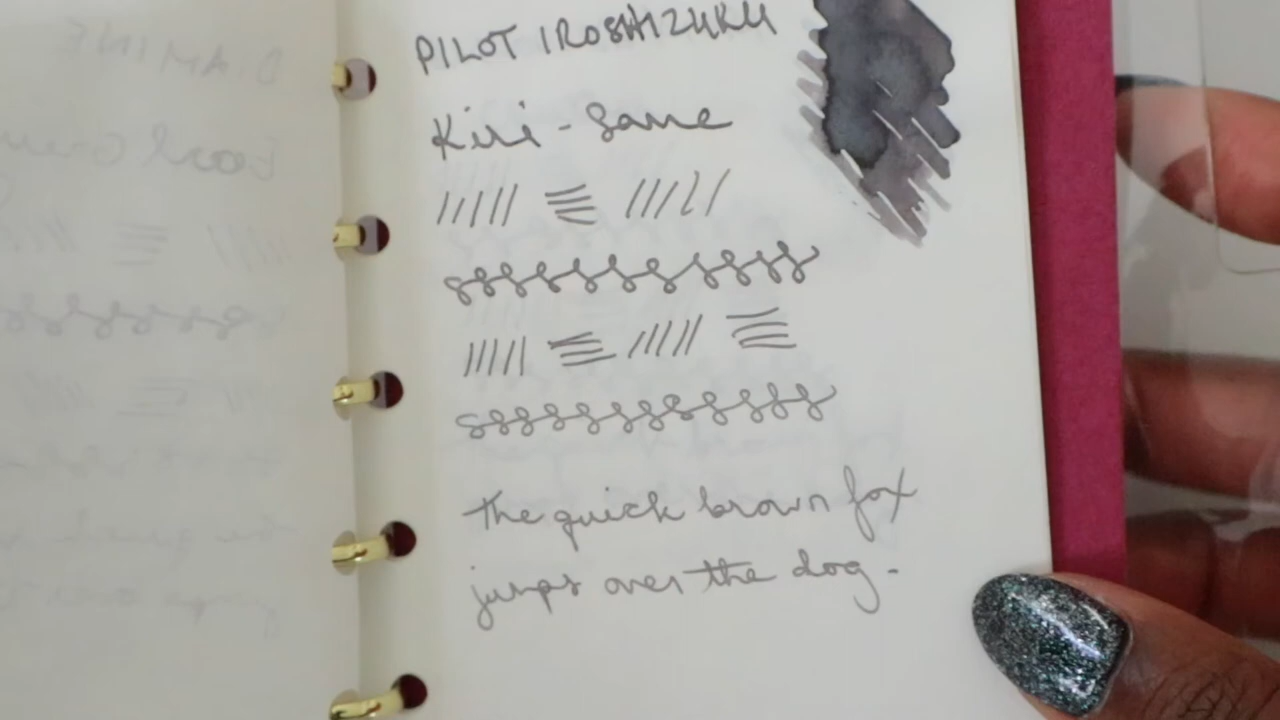 PILOT IROSHIZUKU
Kiri-Same
the quick brown fox
jumps over the dog.